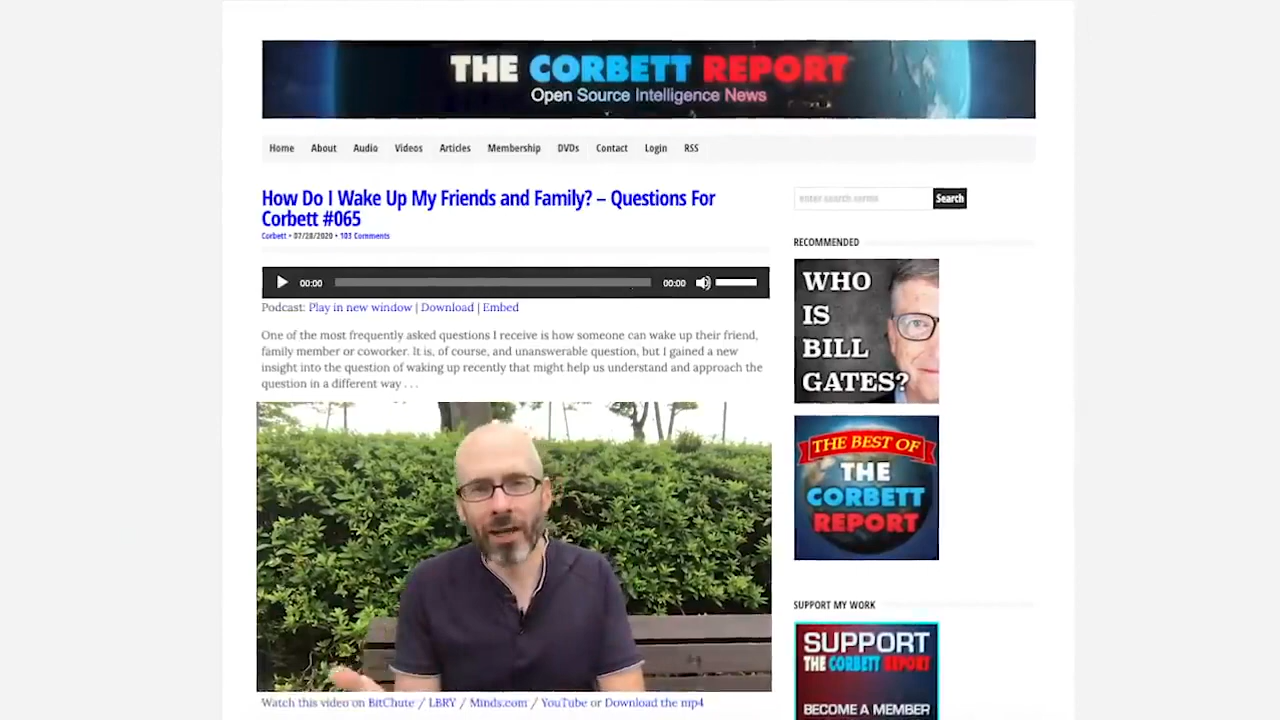 THE CORBETT REPORT
Open Source Intelligence News
Home About Audio Videos Articles Membership DVDs Contact Login RSS
How Do I Wake Up My Friends and Family? – Questions For
Corbett #065
Corbett • 07/28/2020 • 103 Comments
00:00 00:00
Podcast: Play in new window | Download | Embed
One of the most frequently asked questions I receive is how someone can wake up their friend,
family member or coworker. It is, of course, and unanswerable question, but I gained a new
insight into the question of waking up recently that might help us understand and approach the
question in a different way . . .
Watch this video on BitChute / LBRY / Minds.com / YouTube or Download the mp4
enter search terms
Search
RECOMMENDED
WHO
IS
BILL
GATES?
THE BEST OF
THE
CORBETT
REPORT
SUPPORT MY WORK
SUPPORT
THE CORBETT REPORT
BECOME A MEMBER